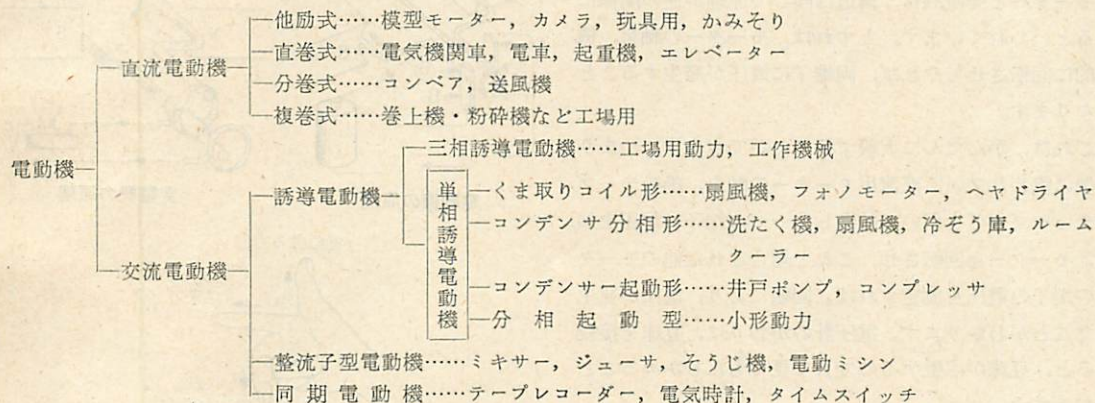 他励式……模型モーター，カメラ，玩具用，かみそり
直流電動機
直巻式……電気機関車，電車，起重機，エレベーター
分巻式……コンベア，送風機
複巻式……巻上機・粉砕機など工場用
電動機
三相誘導電動機……工場用動力，工作機械
誘導電動機
単相誘導電動機
くま取りコイル形……扇風機，フォノモーター，ヘヤドライヤ
コンデンサ分相形……洗たく機，扇風機，冷ぞう庫，ルーム
クーラー
交流電動機
コンデンサー起動形……井戸ポンプ，コンプレッサ
分相起動型……小形動力
整流子型電動機……ミキサー，ジューサ，そうじ機，電動ミシン
同期電動機……テープレコーダー，電気時計，タイムスイッチ